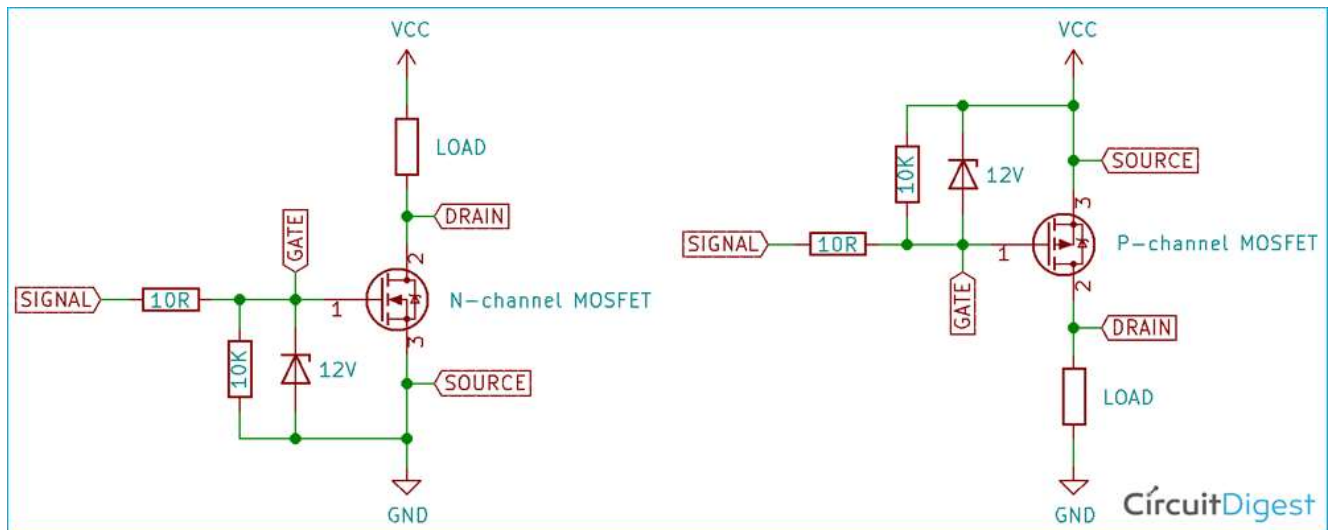 VCC
LOAD
DRAIN
GATE
2
SIGNAL
10R
1
N-channel MOSFET
3
10K
12V
SOURCE
GND
VCC
10K
12V
SOURCE
3
SIGNAL
10R
1
P-channel MOSFET
GATE
2
DRAIN
LOAD
GND
CircuitDigest